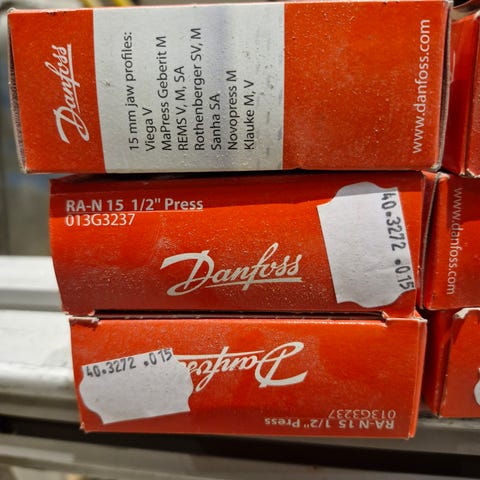 Danfoss
15 mm jaw profiles:
Viega V
MaPress Geberit M
REMS V, M, SA
Rothenberger SV, M
Sanha SA
Novopress M
Klauke M, V
www.danfoss.com
RA-N 15 1/2" Press
013G3237
Danfoss
40.3272 .015
www.
danfoss.com
40.3272 .015
Danfoss
RA-N 15 1/2" Press
013G3237